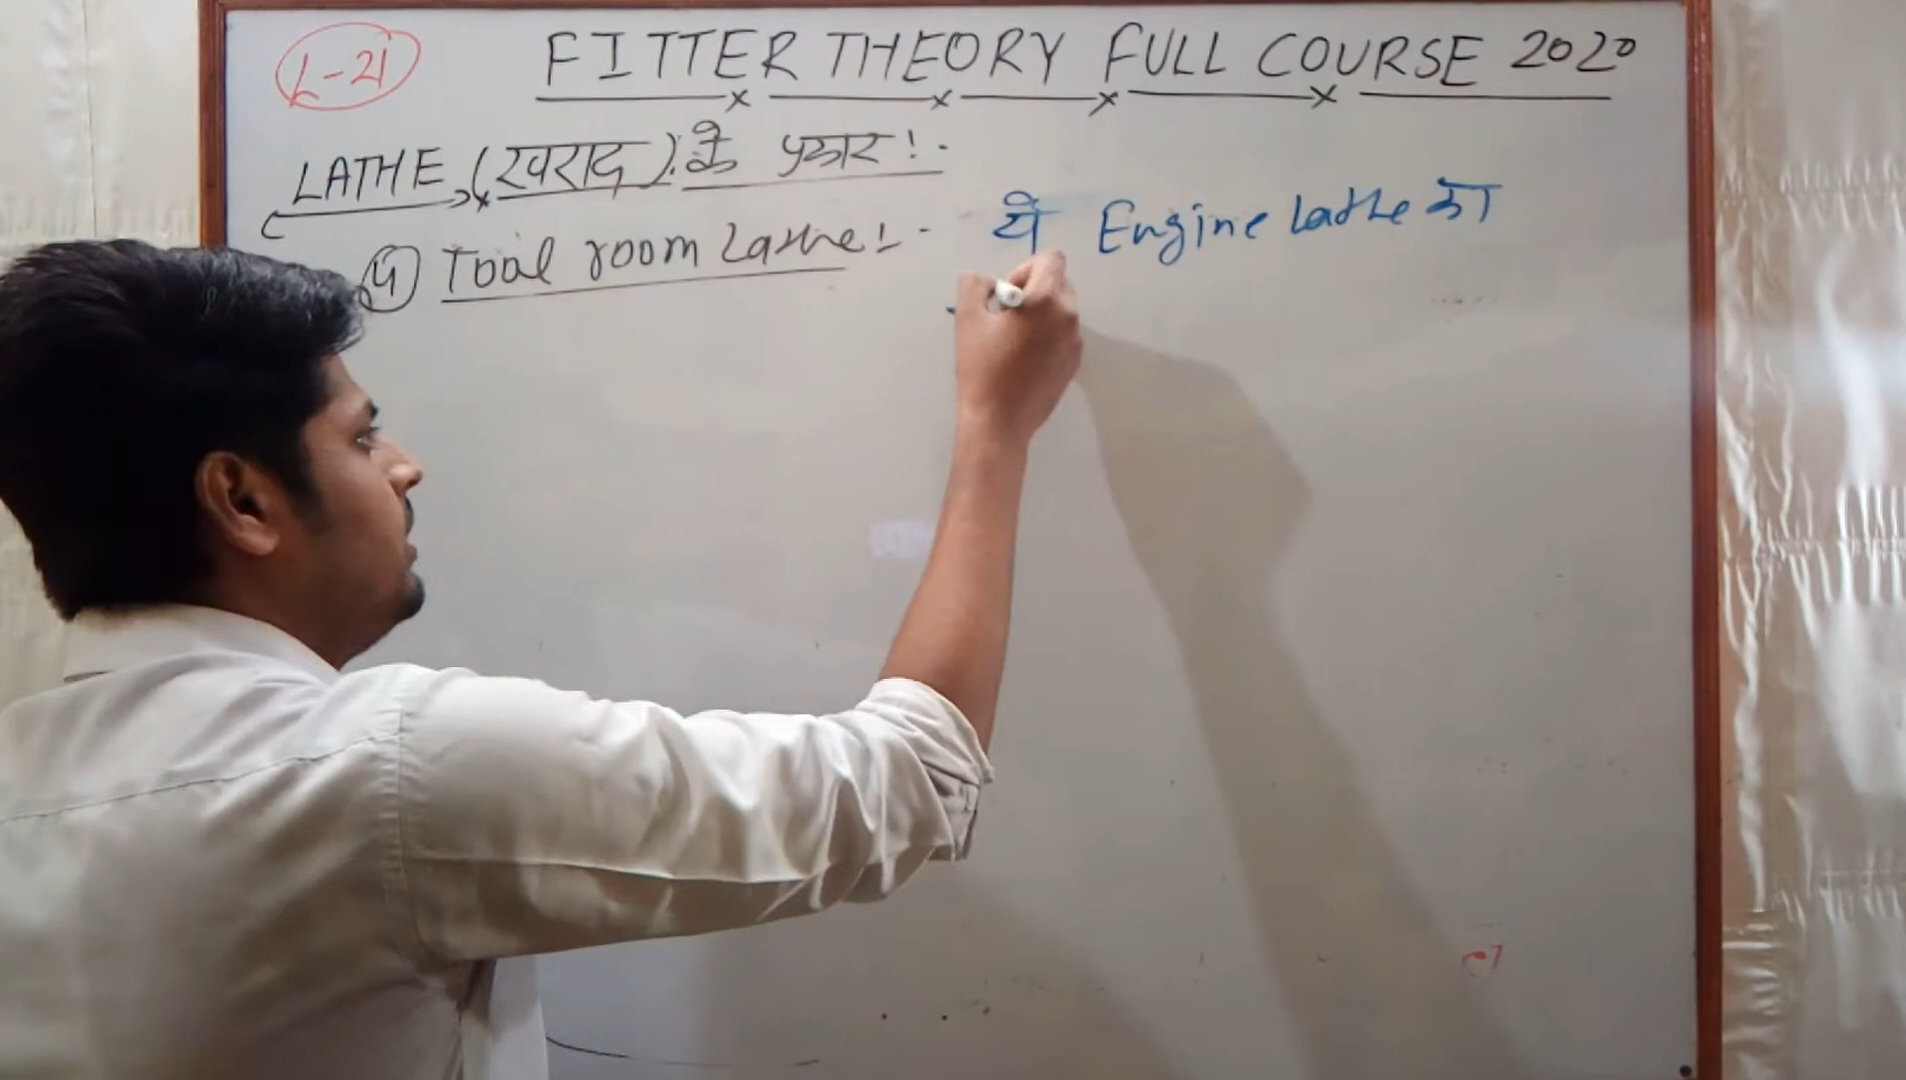 L-21 FITTER THEORY FULL COURSE 2020
LATHE (खराद) के प्रकार :-
4) Tool room Lathe :- ये Engine Lathe का